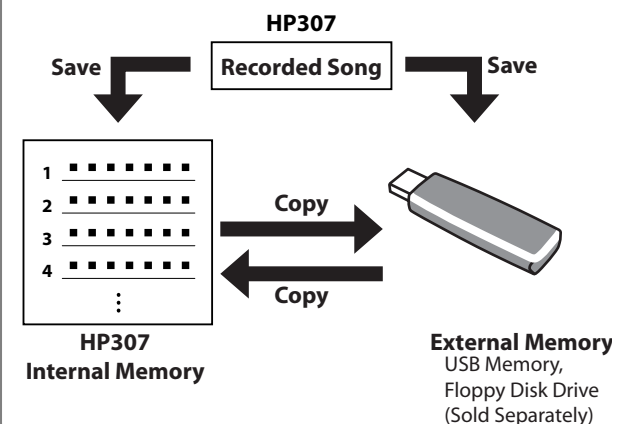 HP307
Recorded Song
Save
Save
1
2
3
4
Copy
Copy
HP307
Internal Memory
External Memory
USB Memory,
Floppy Disk Drive
(Sold Separately)